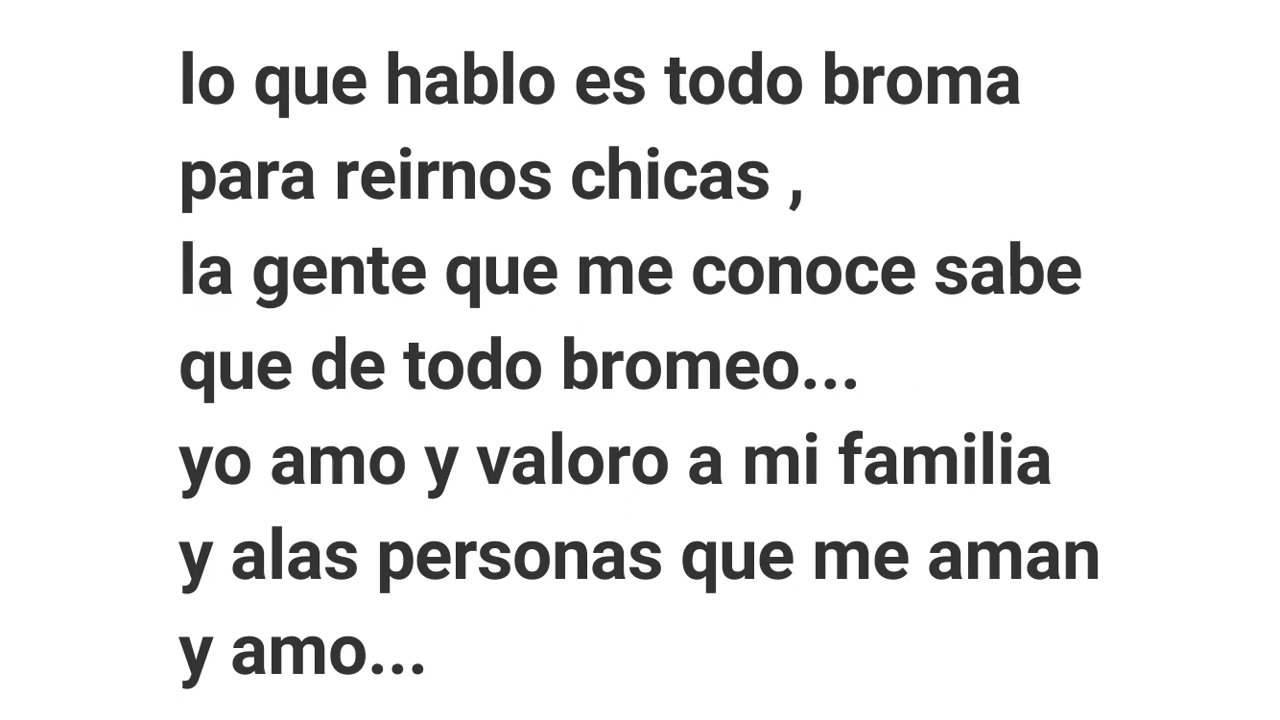 lo que hablo es todo broma
para reirnos chicas ,
la gente que me conoce sabe
que de todo bromeo...
yo amo y valoro a mi familia
y alas personas que me aman
y amo...